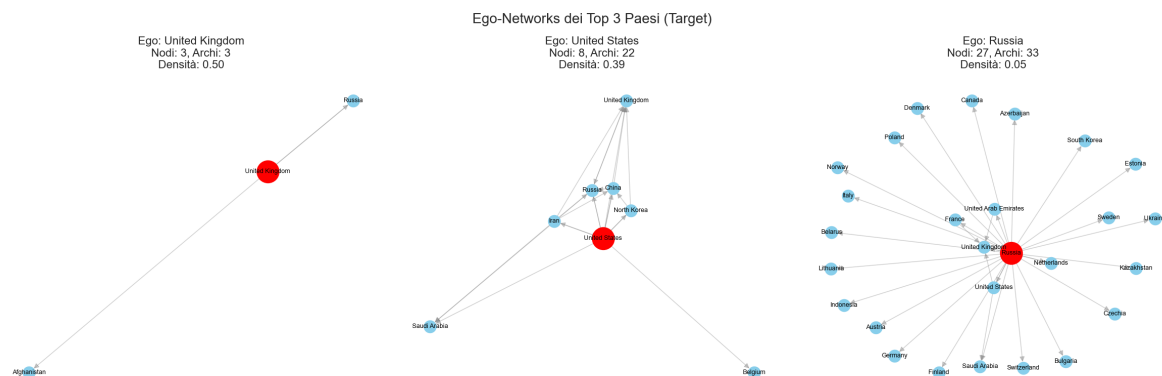 Ego-Networks dei Top 3 Paesi (Target)
Ego: United Kingdom
Nodi: 3, Archi: 3
Densità: 0.50
Russia
United Kingdom
Afghanistan
Ego: United States
Nodi: 8, Archi: 22
Densità: 0.39
United Kingdom
Russia
China
North Korea
Iran
United States
Saudi Arabia
Belgium
Ego: Russia
Nodi: 27, Archi: 33
Densità: 0.05
Canada
Denmark
Azerbaijan
Poland
South Korea
Estonia
Norway
Italy
United Arab Emirates
France
Sweden
Ukrain
Belarus
United Kingdom
Russia
Netherlands
Lithuania
Kazakhstan
United States
Indonesia
Czechia
Austria
Germany
Bulgaria
Saudi Arabia
Switzerland
Finland